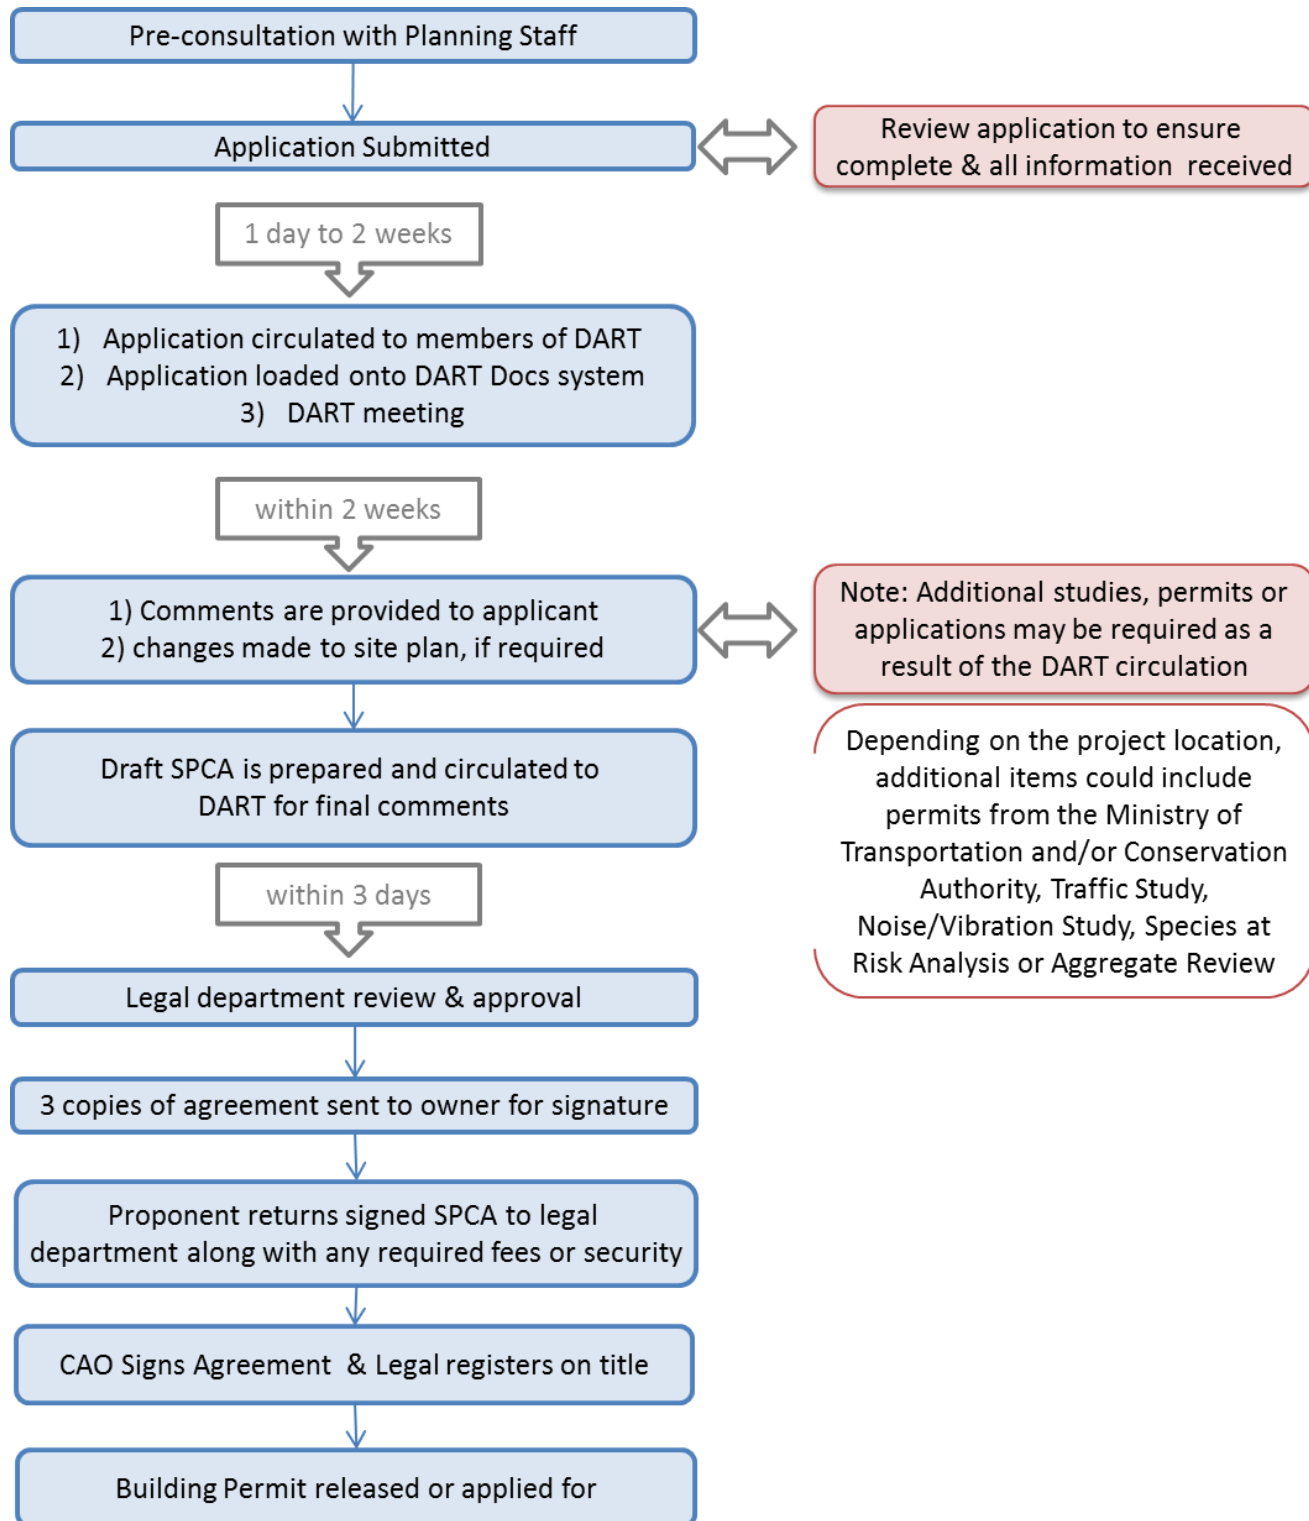 Pre-consultation with Planning Staff
Application Submitted
Review application to ensure
complete & all information received
1 day to 2 weeks
1) Application circulated to members of DART
2) Application loaded onto DART Docs system
3) DART meeting
within 2 weeks
1) Comments are provided to applicant
2) changes made to site plan, if required
Note: Additional studies, permits or
applications may be required as a
result of the DART circulation
Draft SPCA is prepared and circulated to
DART for final comments
Depending on the project location,
additional items could include
permits from the Ministry of
Transportation and/or Conservation
Authority, Traffic Study,
Noise/Vibration Study, Species at
Risk Analysis or Aggregate Review
within 3 days
Legal department review & approval
3 copies of agreement sent to owner for signature
Proponent returns signed SPCA to legal
department along with any required fees or security
CAO Signs Agreement & Legal registers on title
Building Permit released or applied for